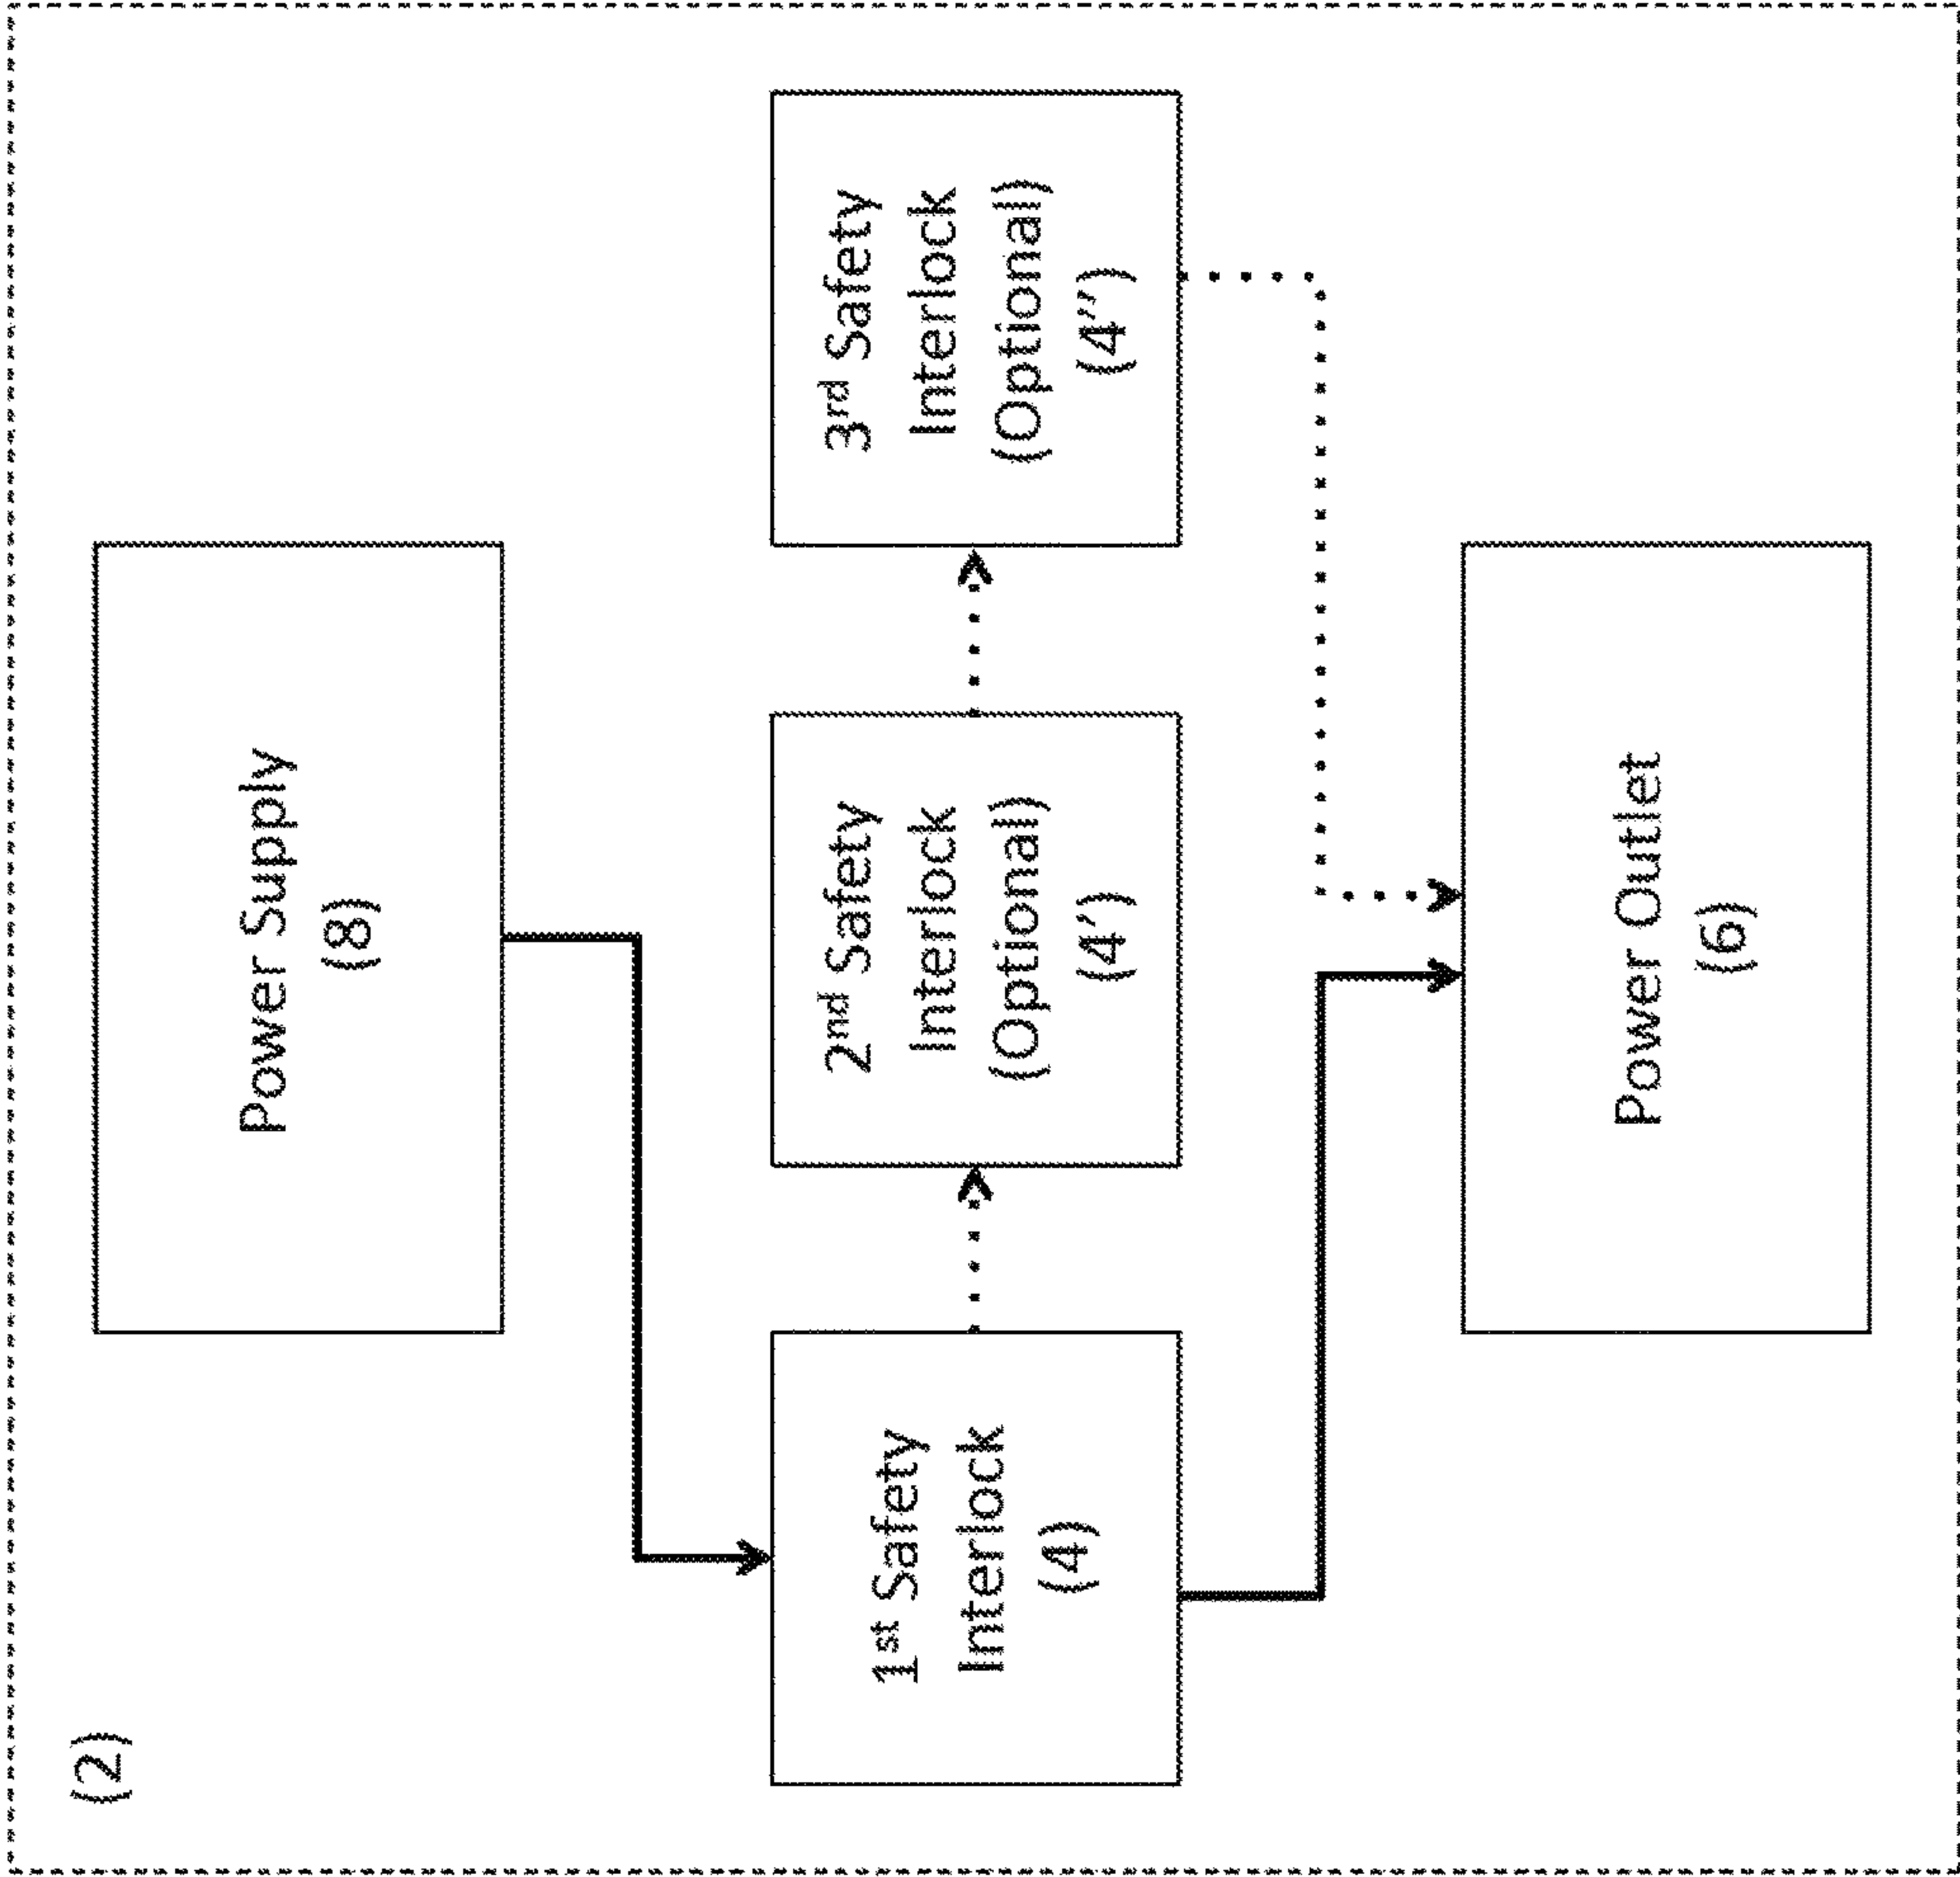 (2)
Power Supply
(8)
1st Safety
Interlock
(4)
2nd Safety
Interlock
(Optional)
(4’)
3rd Safety
Interlock
(Optional)
(4’’)
Power Outlet
(6)